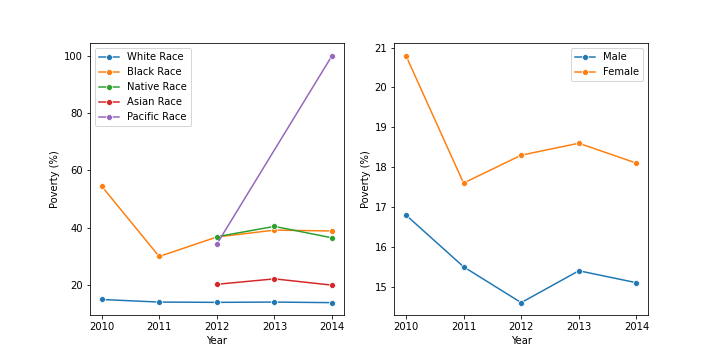 White Race
Black Race
Native Race
Asian Race
Pacific Race
100
80
60
40
20
Poverty (%)
2010 2011 2012 2013 2014
Year
Male
Female
21
20
19
18
17
16
15
Poverty (%)
2010 2011 2012 2013 2014
Year